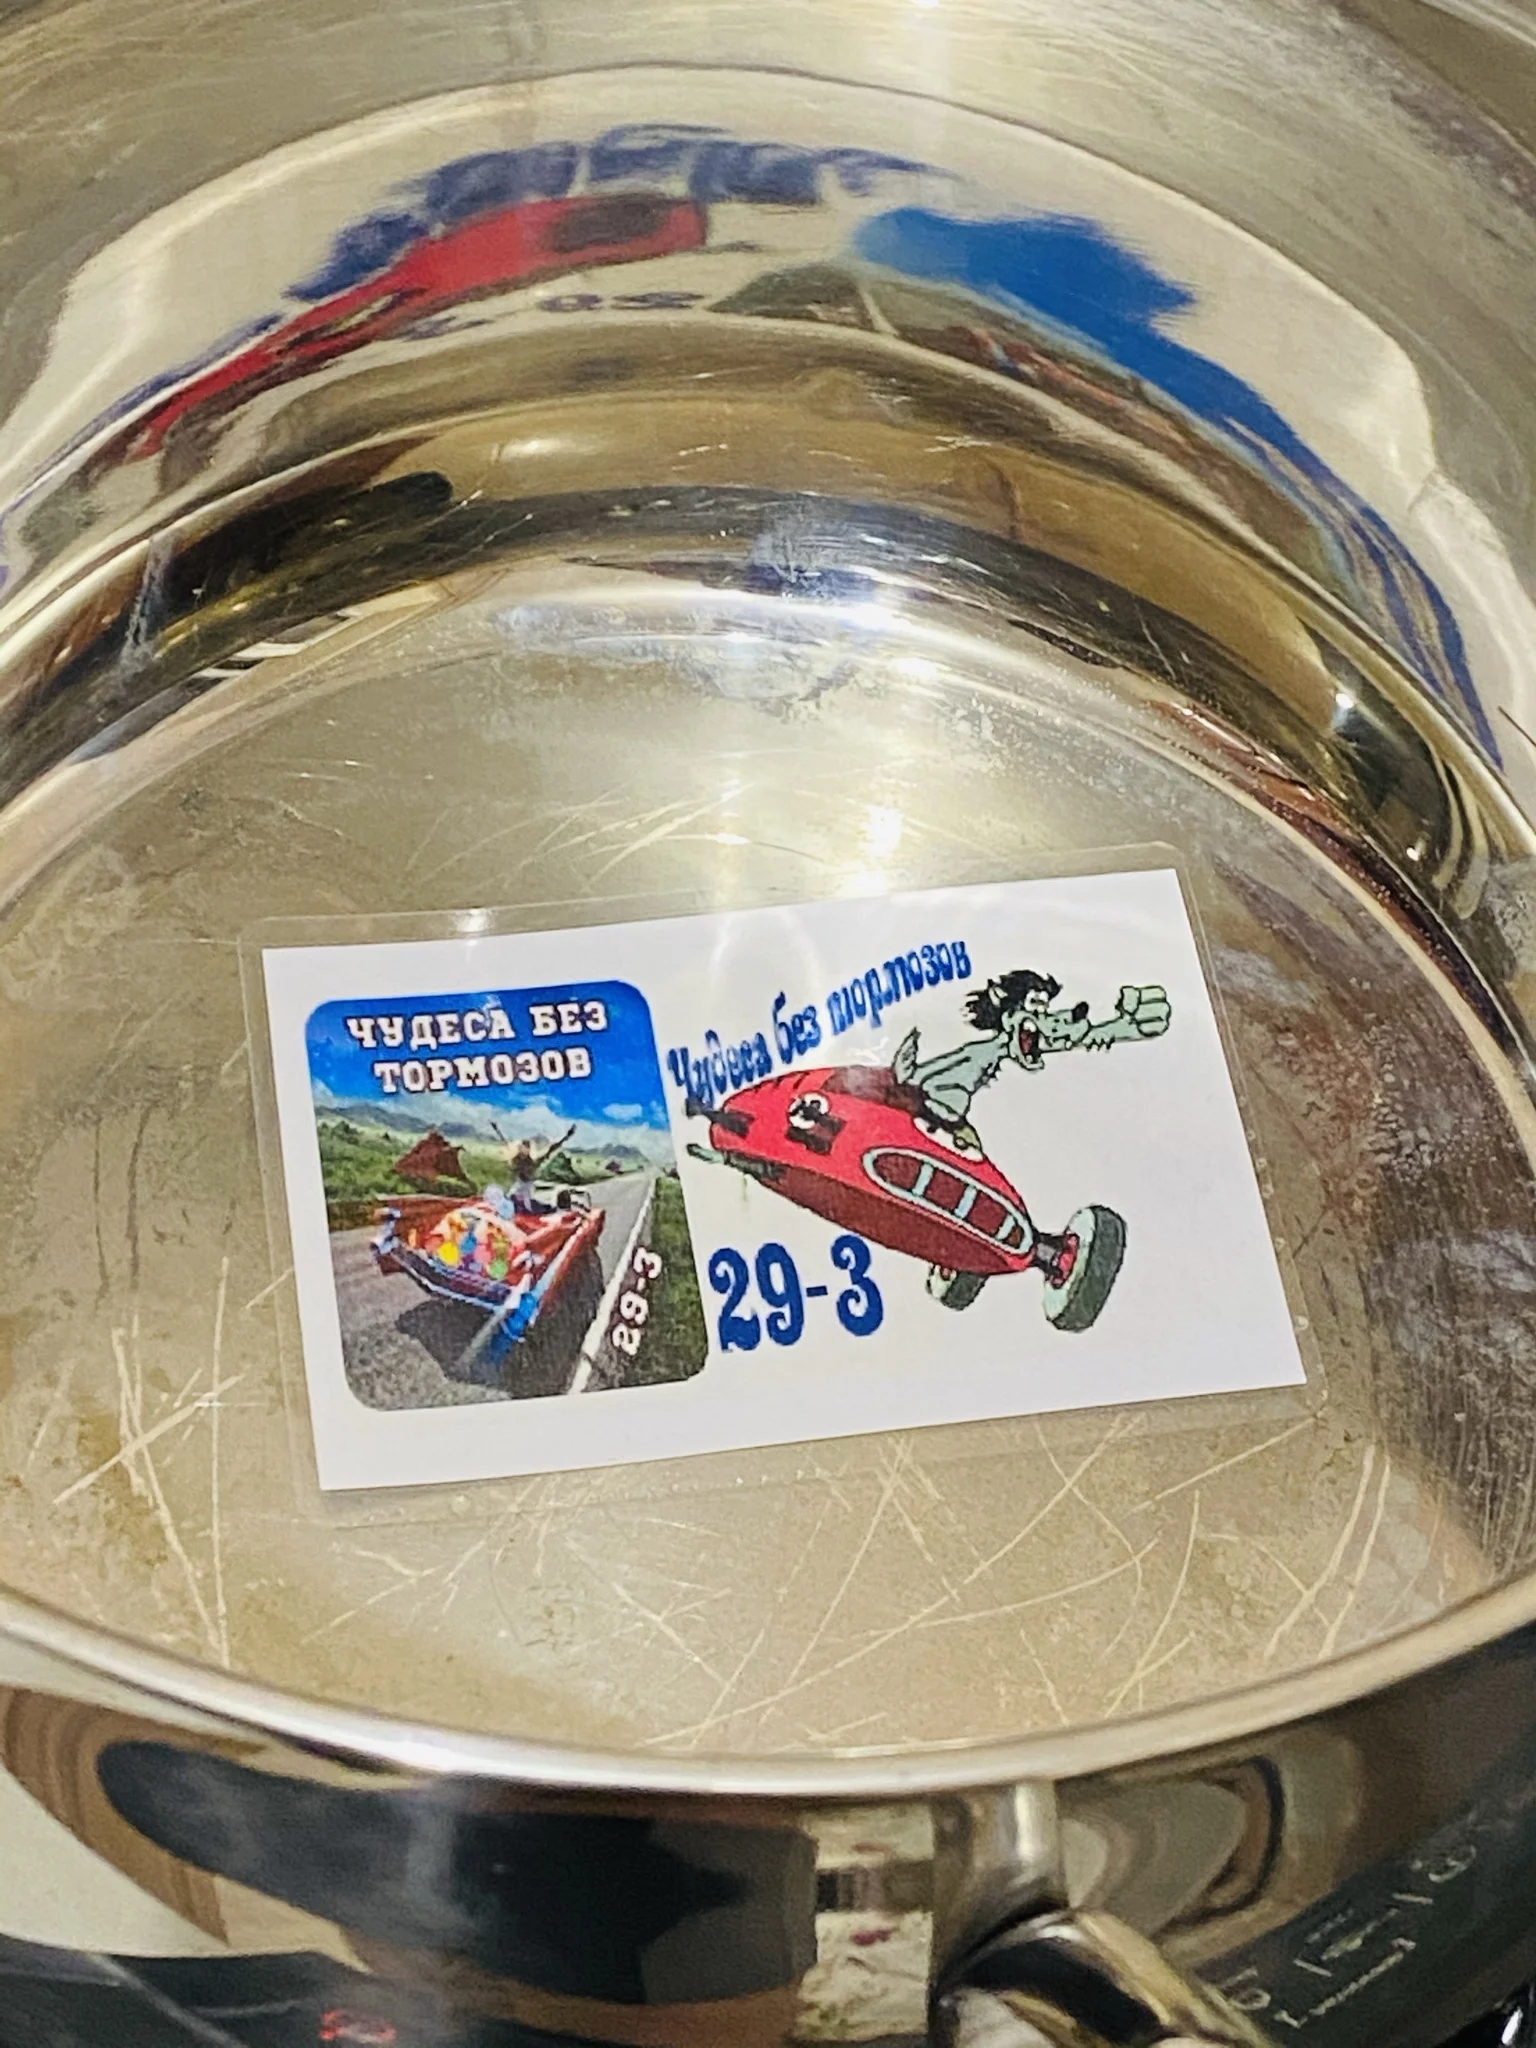 ЧУДЕСА БЕЗ
ТОРМОЗОВ
29-3
Чудеса без тормозов
29-3